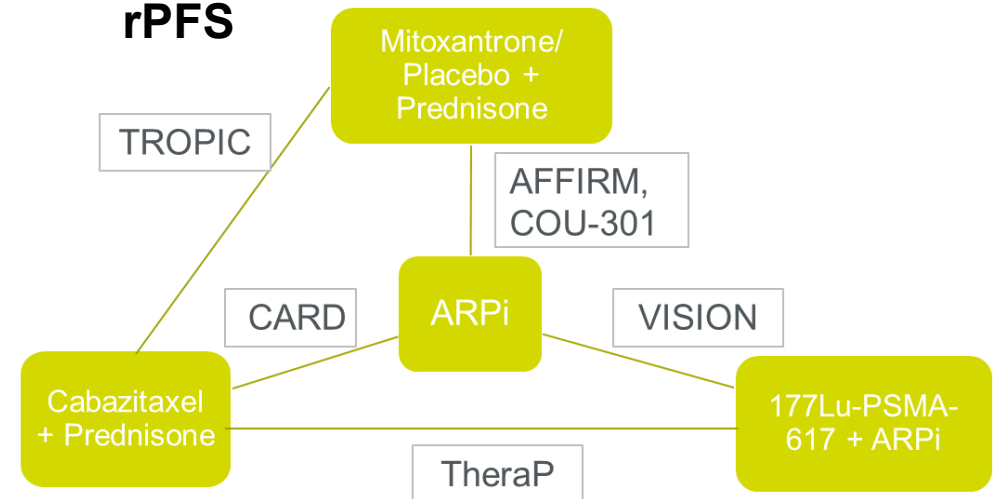 rPFS
Mitoxantrone/
Placebo +
Prednisone
TROPIC
AFFIRM,
COU-301
CARD
ARPi
VISION
Cabazitaxel
+ Prednisone
177Lu-PSMA-
617 + ARPi
TheraP